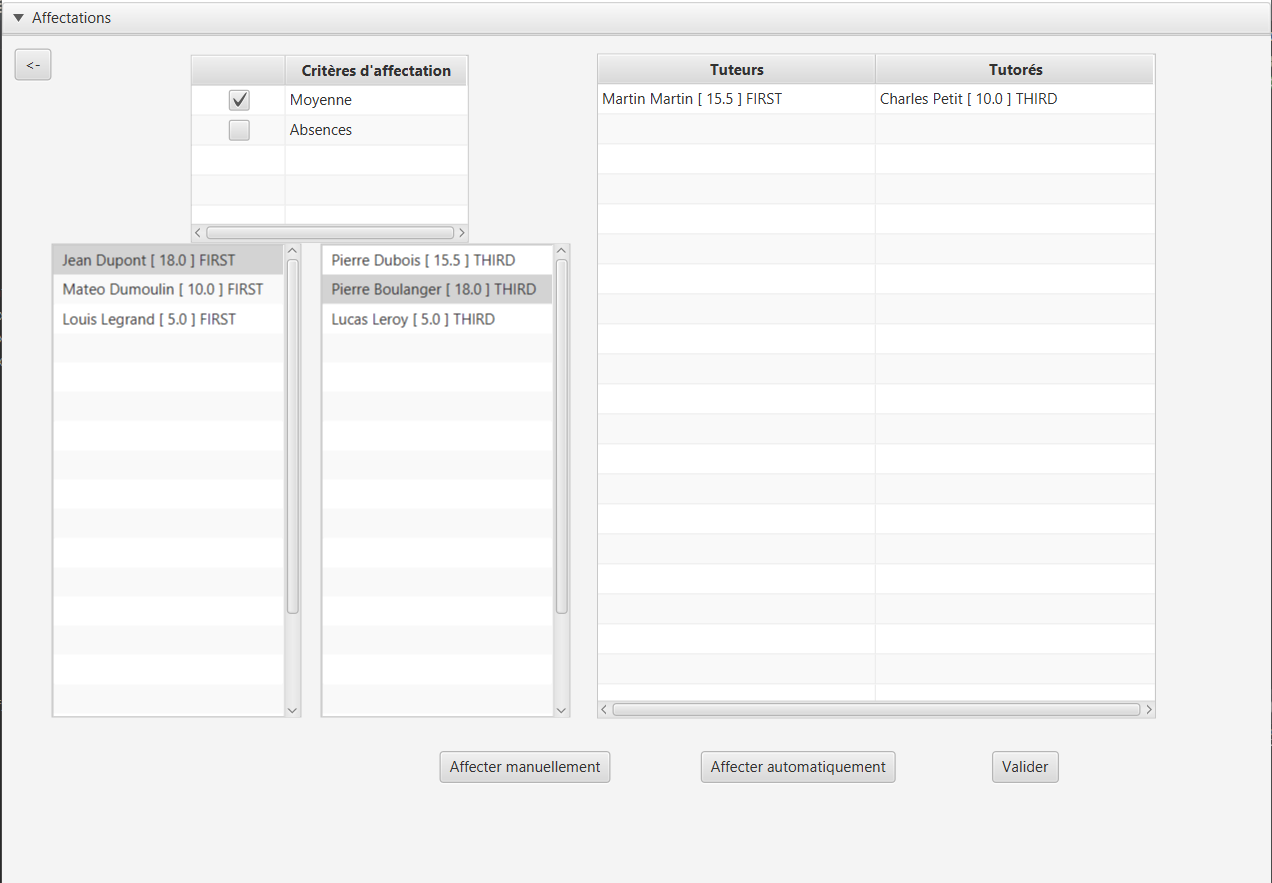 Affectations
<-
Critères d'affectation
Moyenne
Absences
Jean Dupont [ 18.0 ] FIRST
Mateo Dumoulin [ 10.0 ] FIRST
Louis Legrand [ 5.0 ] FIRST
Pierre Dubois [ 15.5 ] THIRD
Pierre Boulanger [ 18.0 ] THIRD
Lucas Leroy [ 5.0 ] THIRD
Tuteurs Tutorés
Martin Martin [ 15.5 ] FIRST Charles Petit [ 10.0 ] THIRD
Affecter manuellement Affecter automatiquement Valider